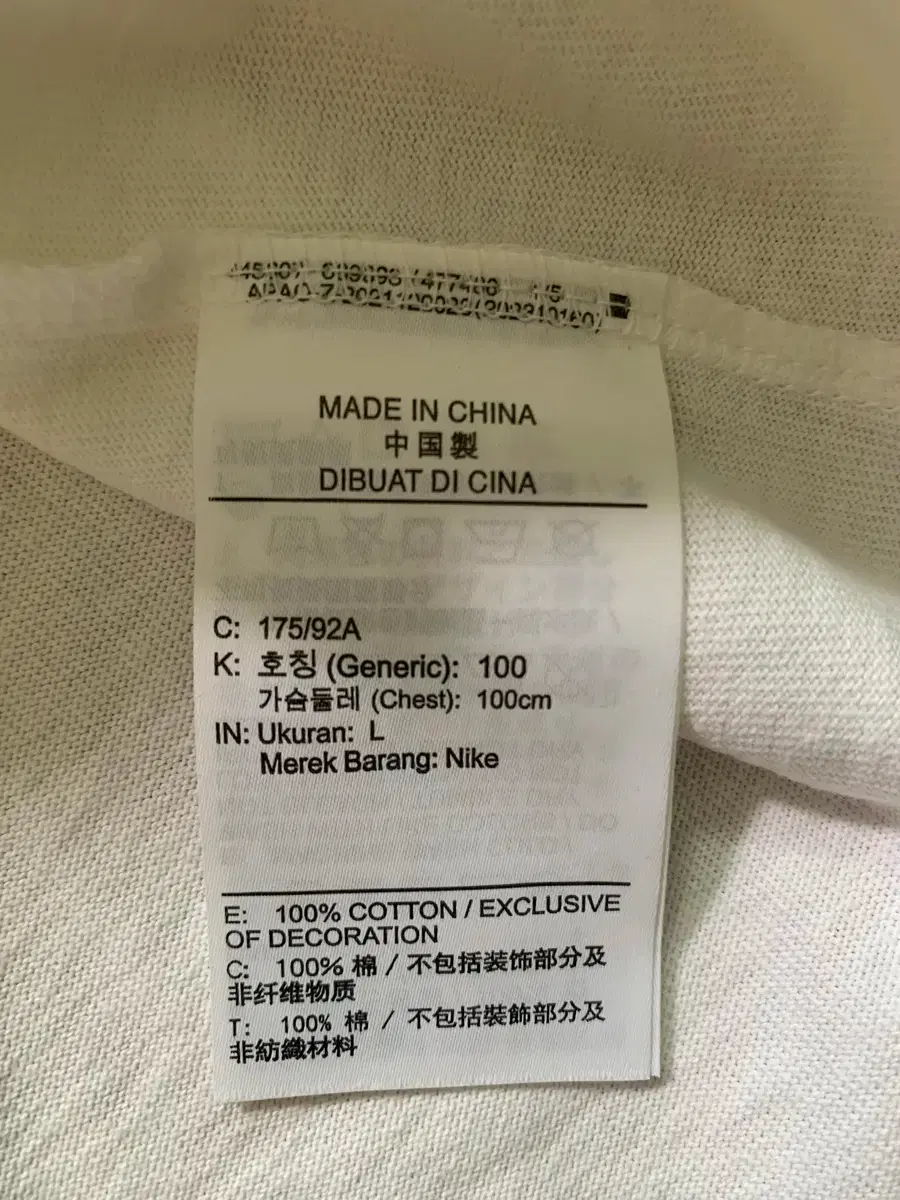 1/5
MADE IN CHINA
中国製
DIBUAT DI CINA
C: 175/92A
K: 호칭 (Generic): 100
가슴둘레 (Chest): 100cm
IN: Ukuran: L
Merek Barang: Nike
E: 100% COTTON / EXCLUSIVE
OF DECORATION
C: 100% 棉 / 不包括装饰部分及
非纤维物质
T: 100% 棉 / 不包括裝飾部分及
非紡織材料